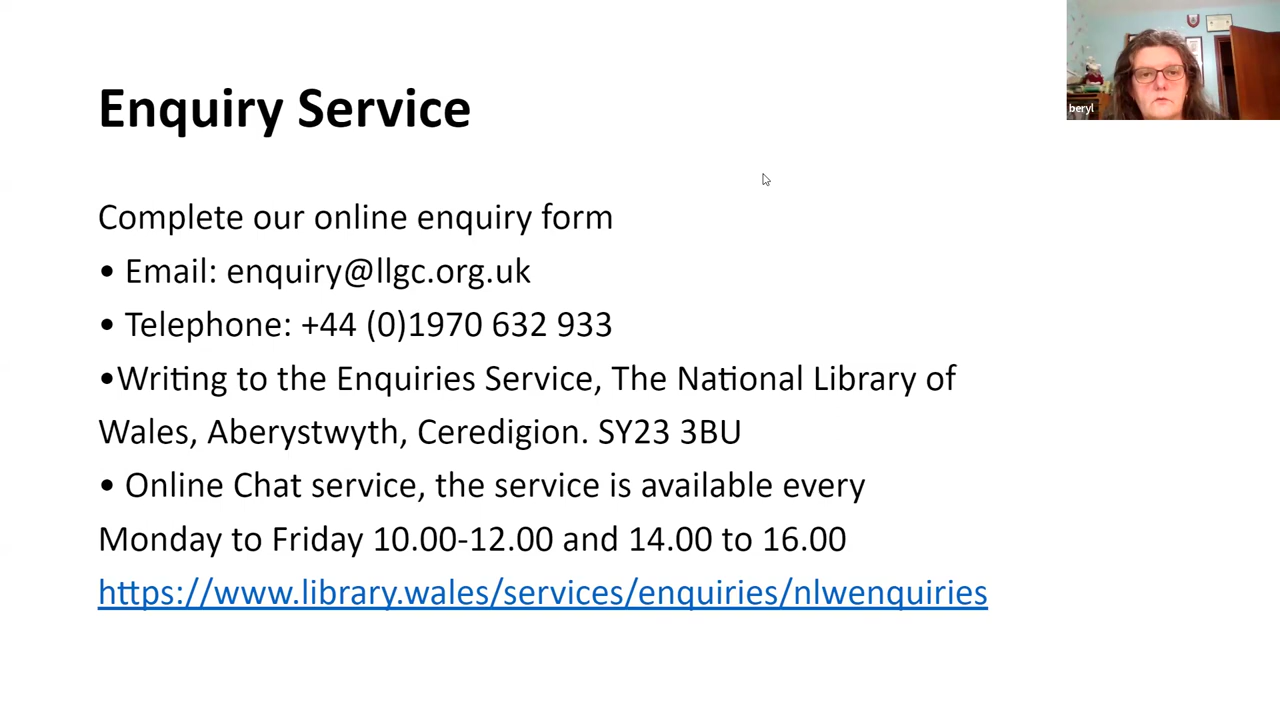 Enquiry Service
beryl
Complete our online enquiry form
• Email: enquiry@llgc.org.uk
• Telephone: +44 (0)1970 632 933
•Writing to the Enquiries Service, The National Library of
Wales, Aberystwyth, Ceredigion. SY23 3BU
• Online Chat service, the service is available every
Monday to Friday 10.00-12.00 and 14.00 to 16.00
https://www.library.wales/services/enquiries/nlwenquiries